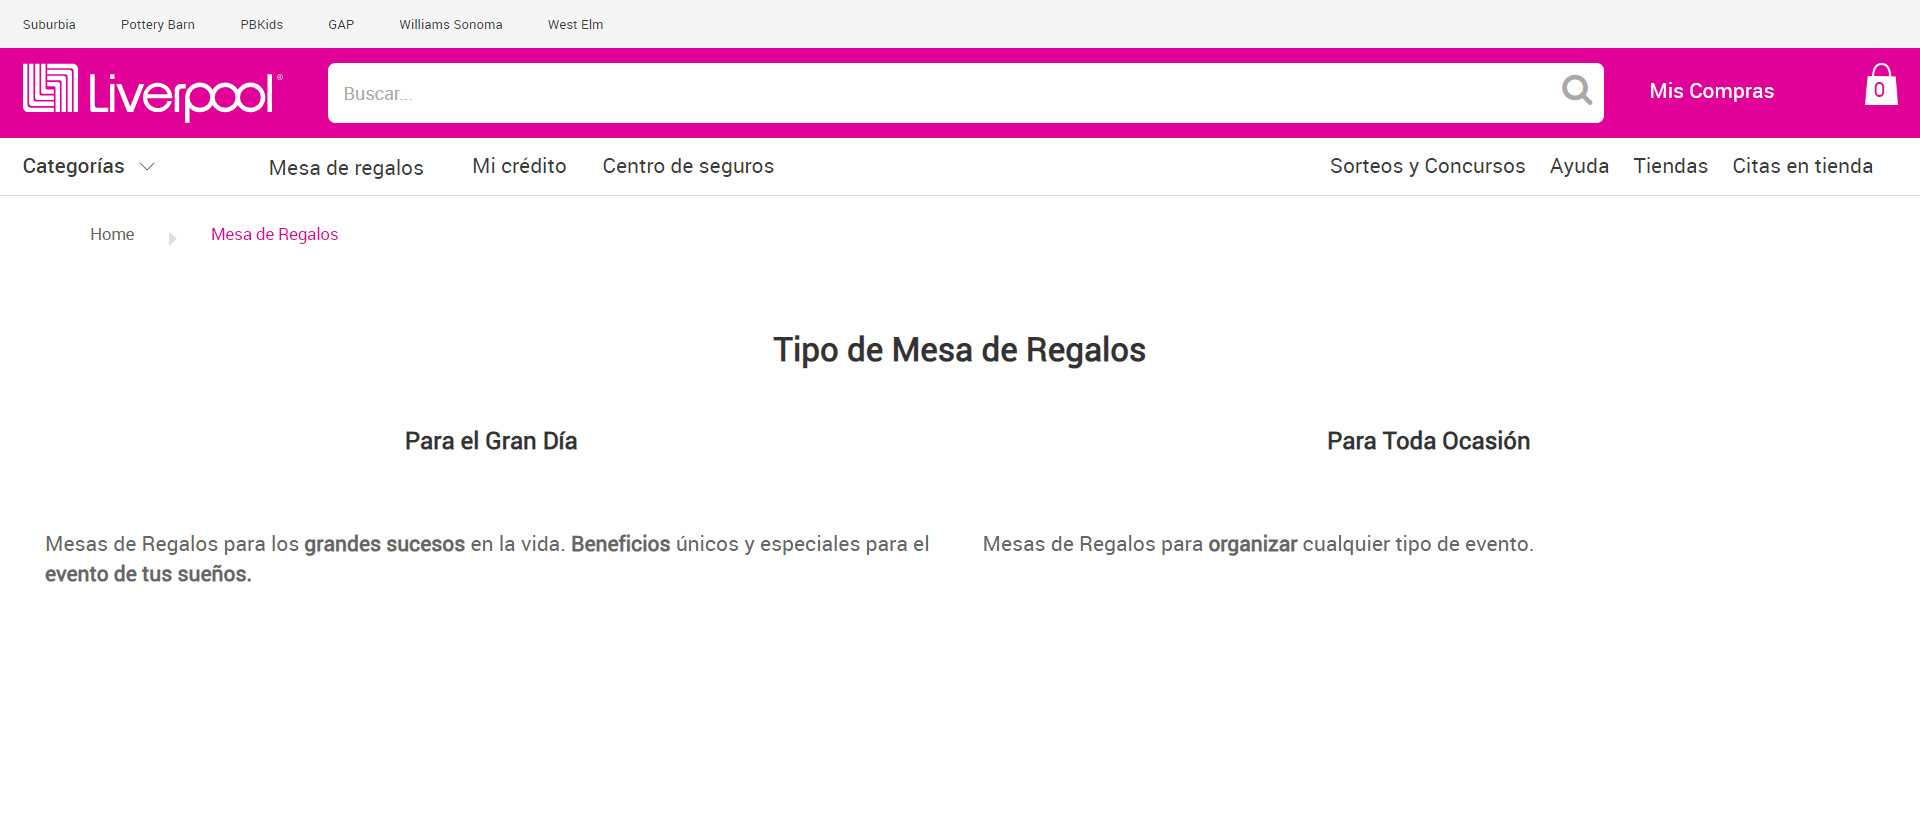 Suburbia Pottery Barn PBKids GAP Williams Sonoma West Elm
Liverpool® Buscar... Mis Compras 0
Categorías Mesa de regalos Mi crédito Centro de seguros Sorteos y Concursos Ayuda Tiendas Citas en tienda
Home Mesa de Regalos
Tipo de Mesa de Regalos
Para el Gran Día
Mesas de Regalos para los grandes sucesos en la vida. Beneficios únicos y especiales para el
evento de tus sueños.
Para Toda Ocasión
Mesas de Regalos para organizar cualquier tipo de evento.